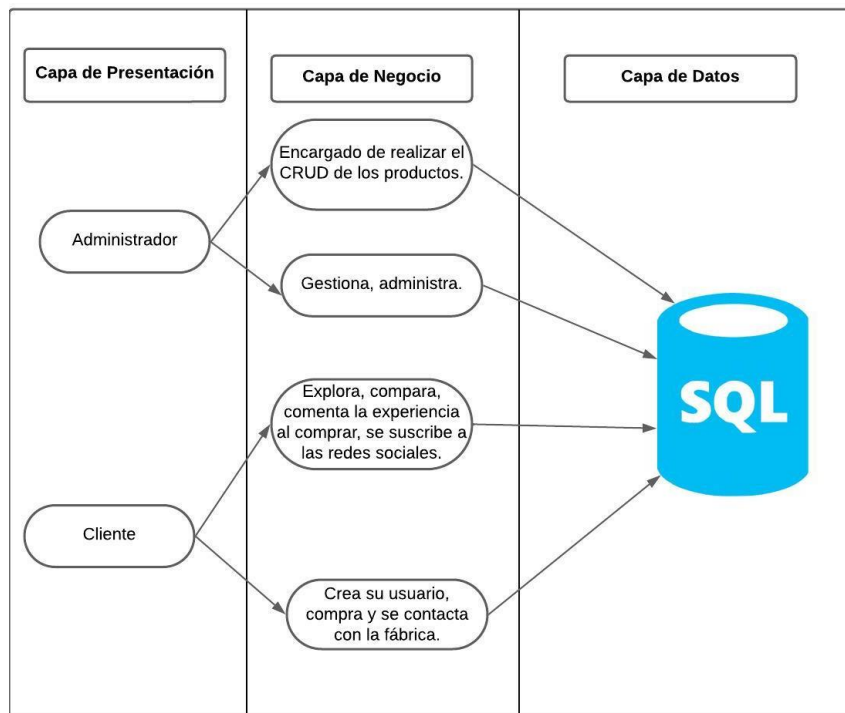 Capa de Presentación
Capa de Negocio
Capa de Datos
Encargado de realizar el
CRUD de los productos.
Administrador
Gestiona, administra.
Explora, compara,
comenta la experiencia
al comprar, se suscribe a
las redes sociales.
SQL
Cliente
Crea su usuario,
compra y se contacta
con la fábrica.